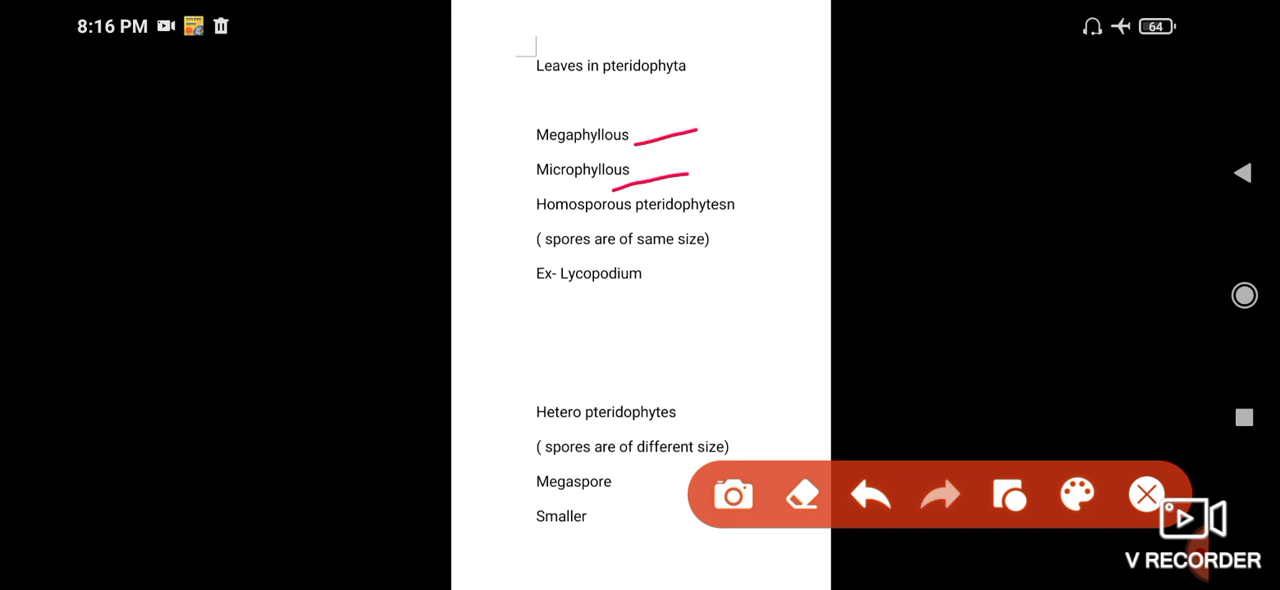 8:16 PM
64
Leaves in pteridophyta
Megaphyllous
Microphyllous
Homosporous pteridophytesn
( spores are of same size)
Ex- Lycopodium
Hetero pteridophytes
( spores are of different size)
Megaspore
Smaller
V RECORDER